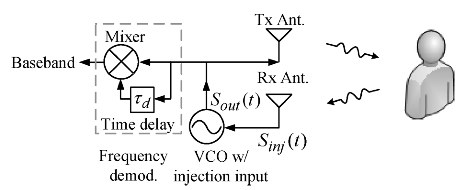 Mixer
Tx Ant.
Baseband
Rx Ant.
τd
Sout(t)
Time delay
Sinj(t)
Frequency demod.
VCO w/ injection input